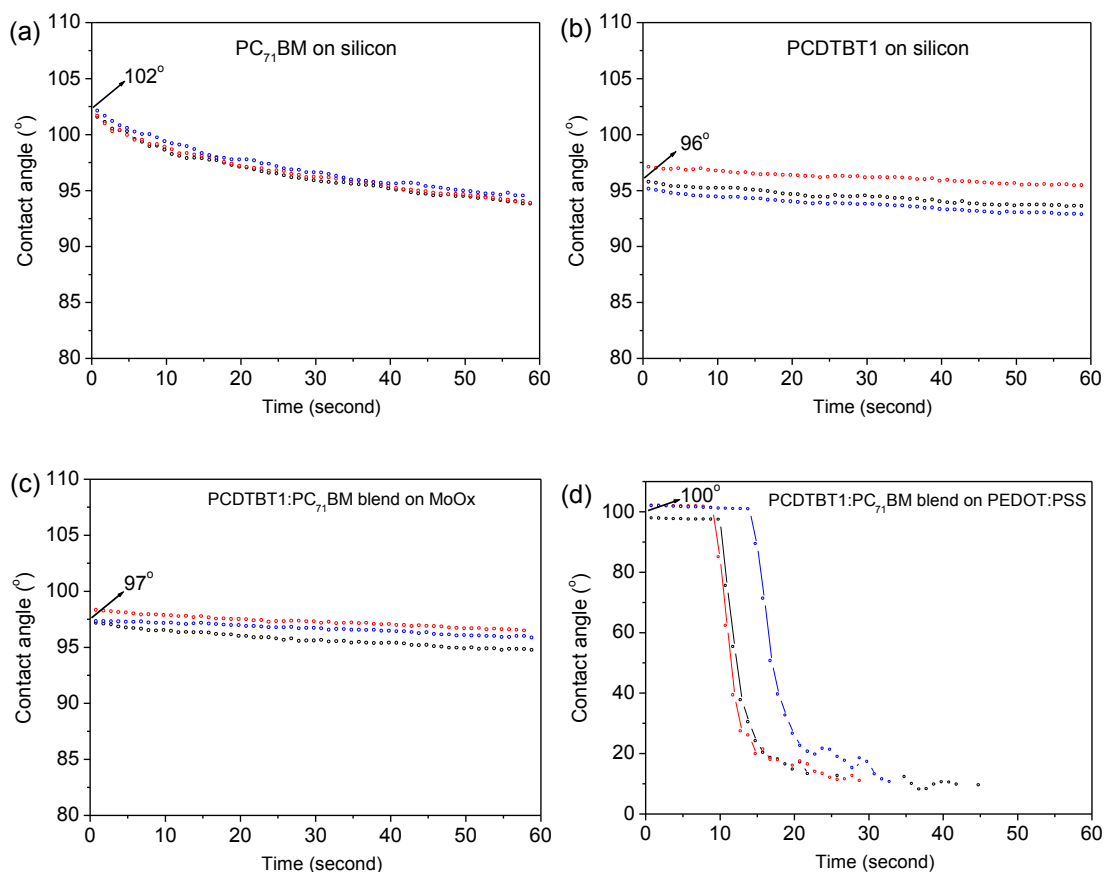 (a)
PC71BM on silicon
102o
Contact angle (o)
110
105
100
95
90
85
80
0 10 20 30 40 50 60
Time (second)
(b)
PCDTBT1 on silicon
96o
Contact angle (o)
110
105
100
95
90
85
80
0 10 20 30 40 50 60
Time (second)
(c)
PCDTBT1:PC71BM blend on MoOx
97o
Contact angle (o)
110
105
100
95
90
85
80
0 10 20 30 40 50 60
Time (second)
(d)
PCDTBT1:PC71BM blend on PEDOT:PSS
100o
Contact angle (o)
100
80
60
40
20
0
0 10 20 30 40 50 60
Time (second)